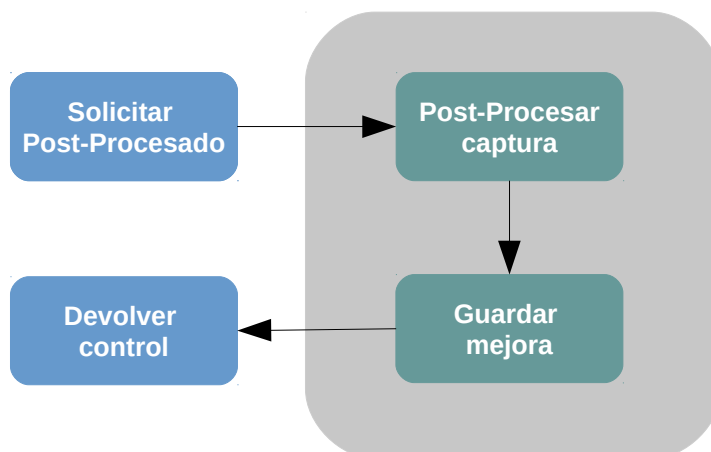 Solicitar
Post-Procesado
Post-Procesar
captura
Guardar
mejora
Devolver
control